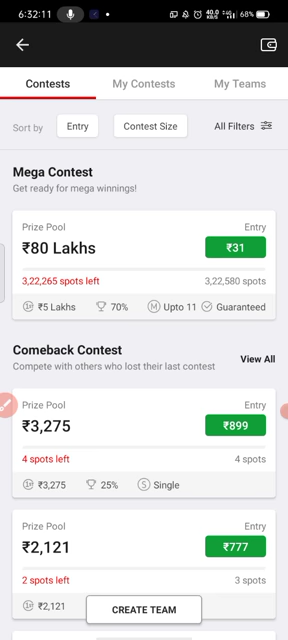 6:32:11
40.0
KB/S
68%
Contests
My Contests
My Teams
Sort by
Entry
Contest Size
All Filters
Mega Contest
Get ready for mega winnings!
Prize Pool
Entry
₹80 Lakhs
₹31
3,22,265 spots left
3,22,580 spots
₹5 Lakhs
70%
M Upto 11
Guaranteed
Comeback Contest
Compete with others who lost their last contest
View All
Prize Pool
Entry
₹3,275
₹899
4 spots left
4 spots
₹3,275
25%
S Single
Prize Pool
Entry
₹2,121
₹777
2 spots left
3 spots
₹2,121
CREATE TEAM